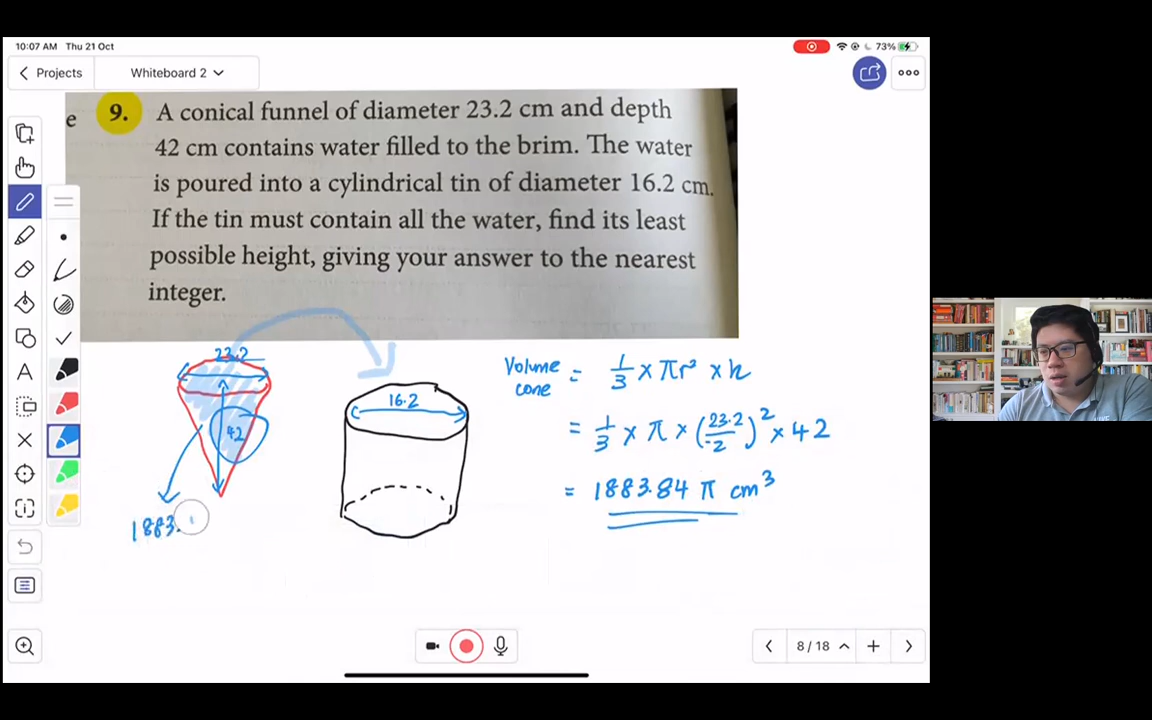 10:07 AM Thu 21 Oct
73%
Projects
Whiteboard 2
e
9. A conical funnel of diameter 23.2 cm and depth
42 cm contains water filled to the brim. The water
is poured into a cylindrical tin of diameter 16.2 cm.
If the tin must contain all the water, find its least
possible height, giving your answer to the nearest
integer.
23.2
42
1883.
16.2
Volume cone = 1/3 × πr² × h
= 1/3 × π × (23.2/2)² × 42
= 1883.84 π cm³
A
8/18